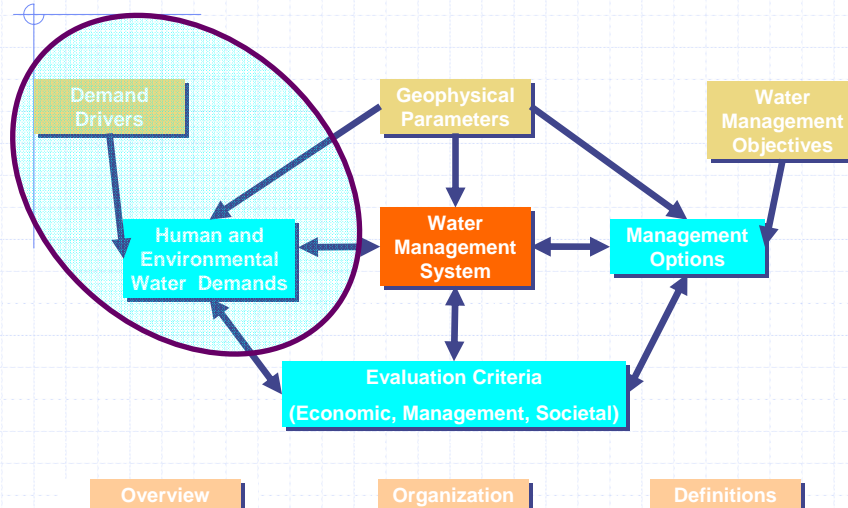 Demand
Drivers
Geophysical
Parameters
Water
Management
Objectives
Human and
Environmental
Water Demands
Water
Management
System
Management
Options
Evaluation Criteria
(Economic, Management, Societal)
Overview
Organization
Definitions